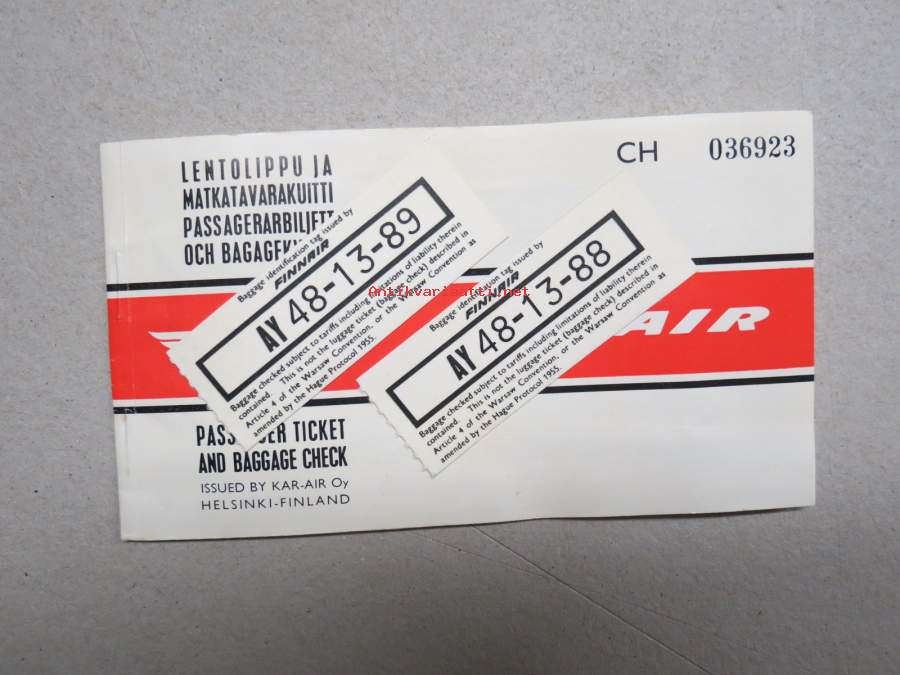 LENTOLIPPU JA
MATKATAVARAKUITTI
PASSAGERARBILJETT
OCH
CH 036923
Baggage identification tag issued by
FINNAIR
AY 48-13-89
Baggage checked subject to tariffs including limitations of liability therein
contained. This is not the luggage ticket (baggage check) described in
Article 4 of the Warsaw Convention, or the Warsaw Convention as
amended by the Hague Protocol 1955.
Baggage identification tag issued by
FINNAIR
AY 48-13-88
Baggage checked subject to tariffs including limitations of liability therein
contained. This is not the luggage ticket (baggage check) described in
Article 4 of the Warsaw Convention, or the Warsaw Convention as
amended by the Hague Protocol 1955.
Antikvariaatti.net
AIR
TICKET
AND BAGGAGE CHECK
ISSUED BY KAR-AIR Oy
HELSINKI-FINLAND